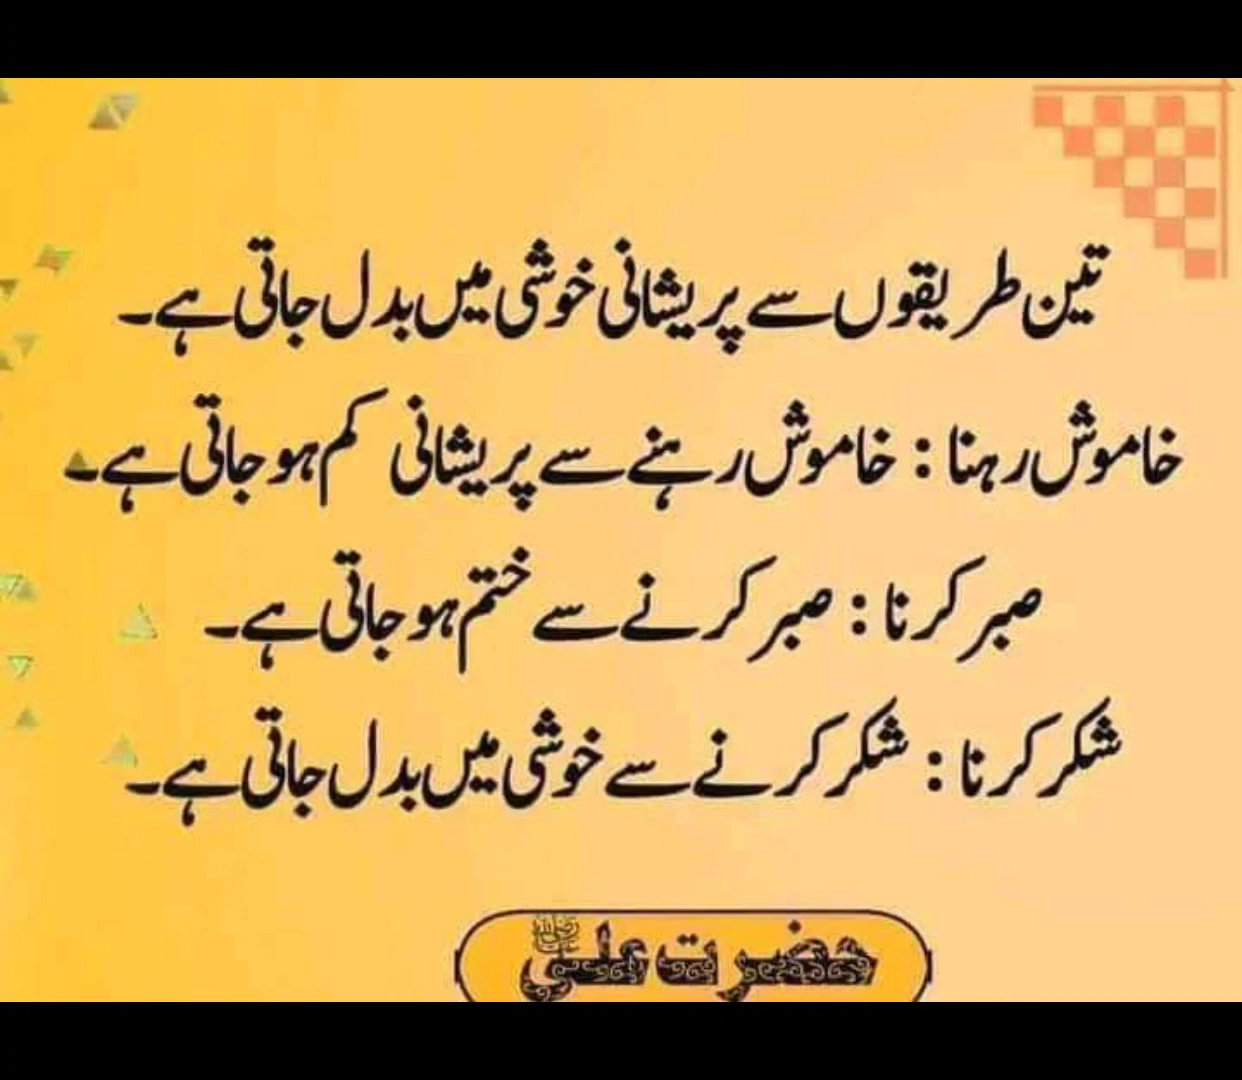 تین طریقوں سے پریشانی خوشی میں بدل جاتی ہے۔
خاموش رہنا : خاموش رہنے سے پریشانی کم ہو جاتی ہے۔
صبر کرنا : صبر کرنے سے ختم ہو جاتی ہے۔
شکر کرنا : شکر کرنے سے خوشی میں بدل جاتی ہے۔
حضرت علیؓ